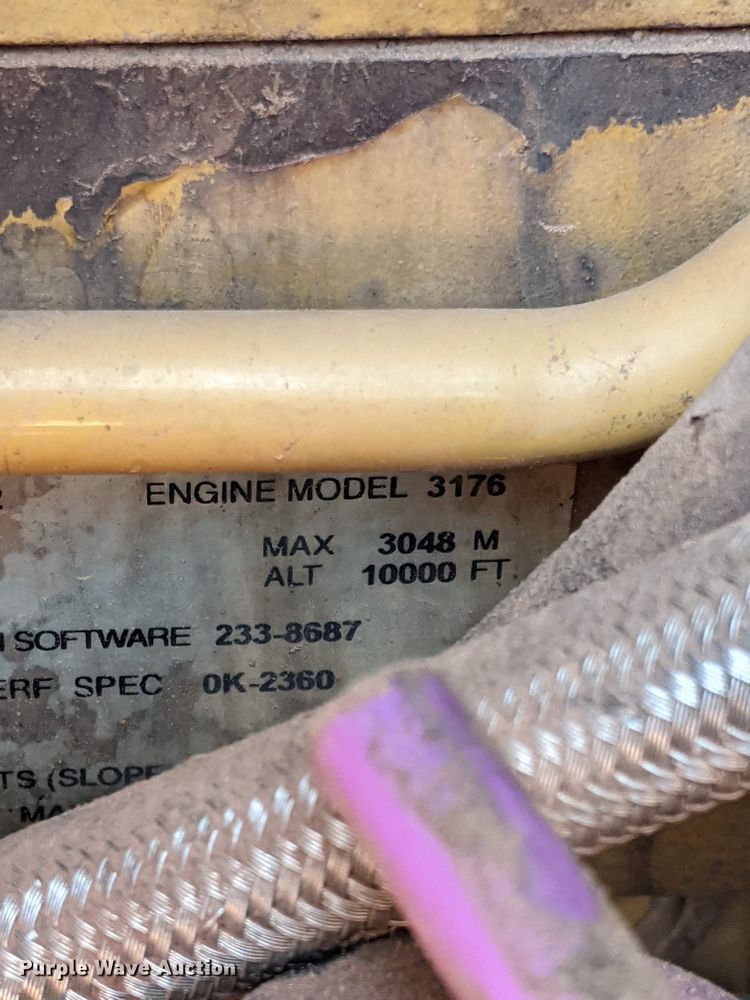 ENGINE MODEL 3176
MAX 3048 M
ALT 10000 FT.
SOFTWARE 233-8687
ERF SPEC 0K-2360
TS (SLOPE
MA
Purple Wave Auction